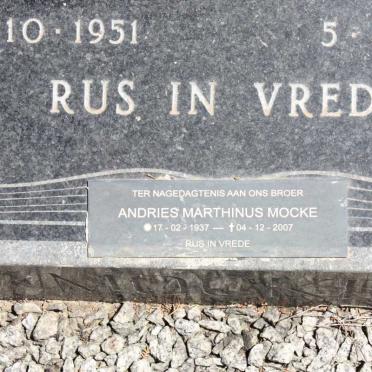 10 · 1951 5 ·
RUS IN VREDE
TER NAGEDAGTENIS AAN ONS BROER
ANDRIES MARTHINUS MOCKE
✹ 17 - 02 - 1937 — ✝ 04 - 12 - 2007
RUS IN VREDE